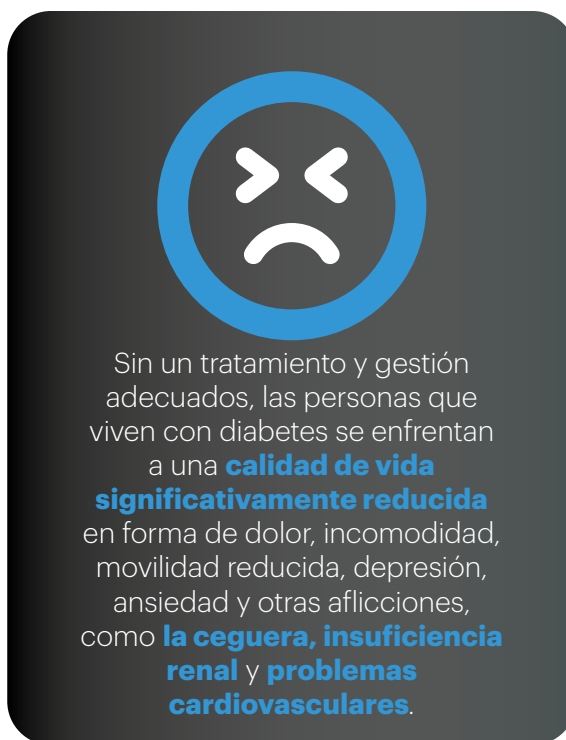 Sin un tratamiento y gestión
adecuados, las personas que
viven con diabetes se enfrentan
a una calidad de vida
significativamente reducida
en forma de dolor, incomodidad,
movilidad reducida, depresión,
ansiedad y otras aflicciones,
como la ceguera, insuficiencia
renal y problemas
cardiovasculares.